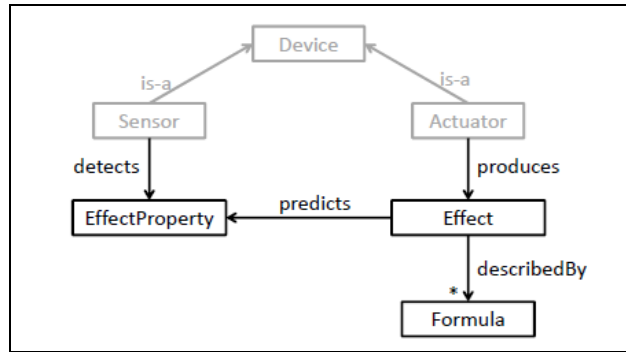 Device
is-a
is-a
Sensor
Actuator
detects
produces
EffectProperty
predicts
Effect
describedBy
*
Formula